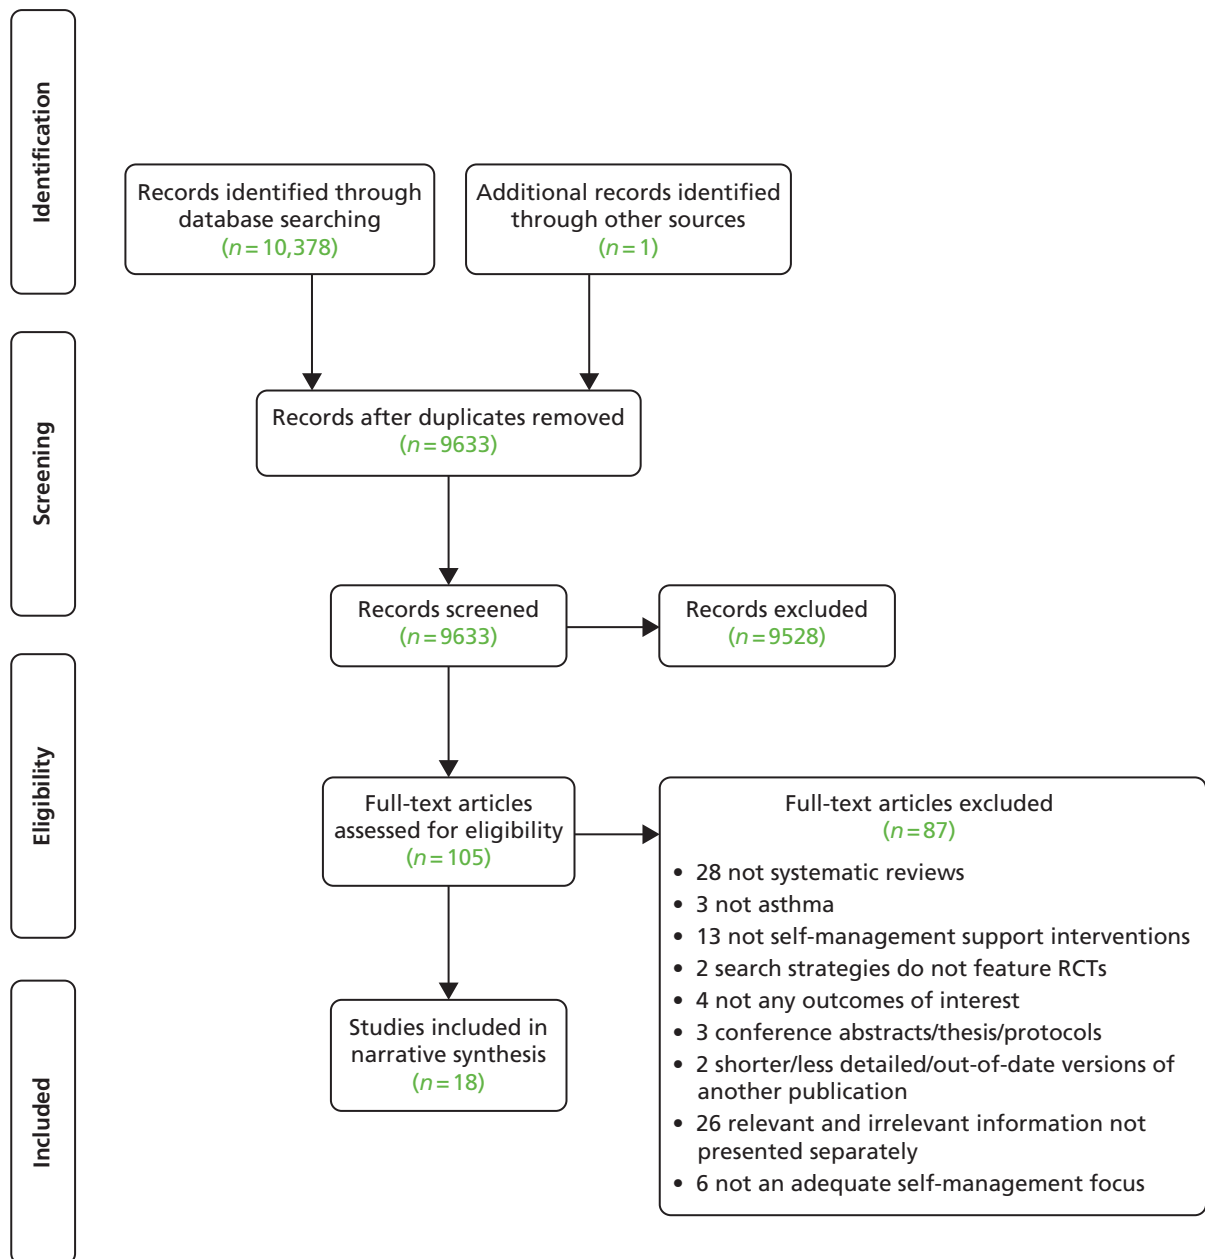 Identification
Records identified through
database searching
(n = 10,378)
Additional records identified
through other sources
(n = 1)
Screening
Records after duplicates removed
(n = 9633)
Records screened
(n = 9633)
Records excluded
(n = 9528)
Eligibility
Full-text articles
assessed for eligibility
(n = 105)
Full-text articles excluded
(n = 87)
• 28 not systematic reviews
• 3 not asthma
• 13 not self-management support interventions
• 2 search strategies do not feature RCTs
• 4 not any outcomes of interest
• 3 conference abstracts/thesis/protocols
• 2 shorter/less detailed/out-of-date versions of
another publication
• 26 relevant and irrelevant information not
presented separately
• 6 not an adequate self-management focus
Included
Studies included in
narrative synthesis
(n = 18)